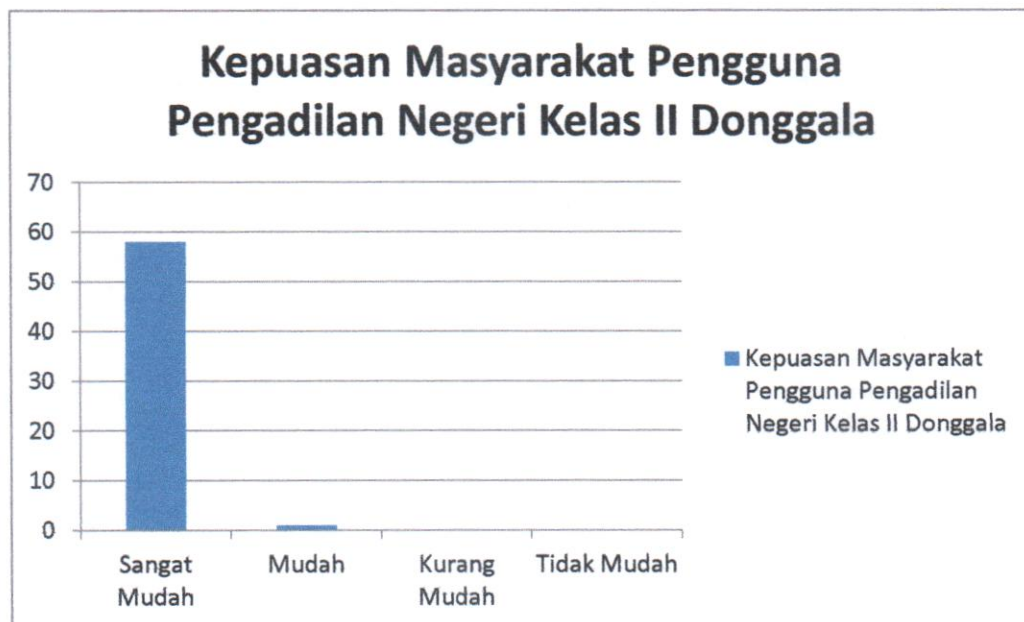 Kepuasan Masyarakat Pengguna
Pengadilan Negeri Kelas II Donggala
70
60
50
40
30
20
10
0
Sangat
Mudah
Mudah
Kurang
Mudah
Tidak Mudah
Kepuasan Masyarakat
Pengguna Pengadilan
Negeri Kelas II Donggala